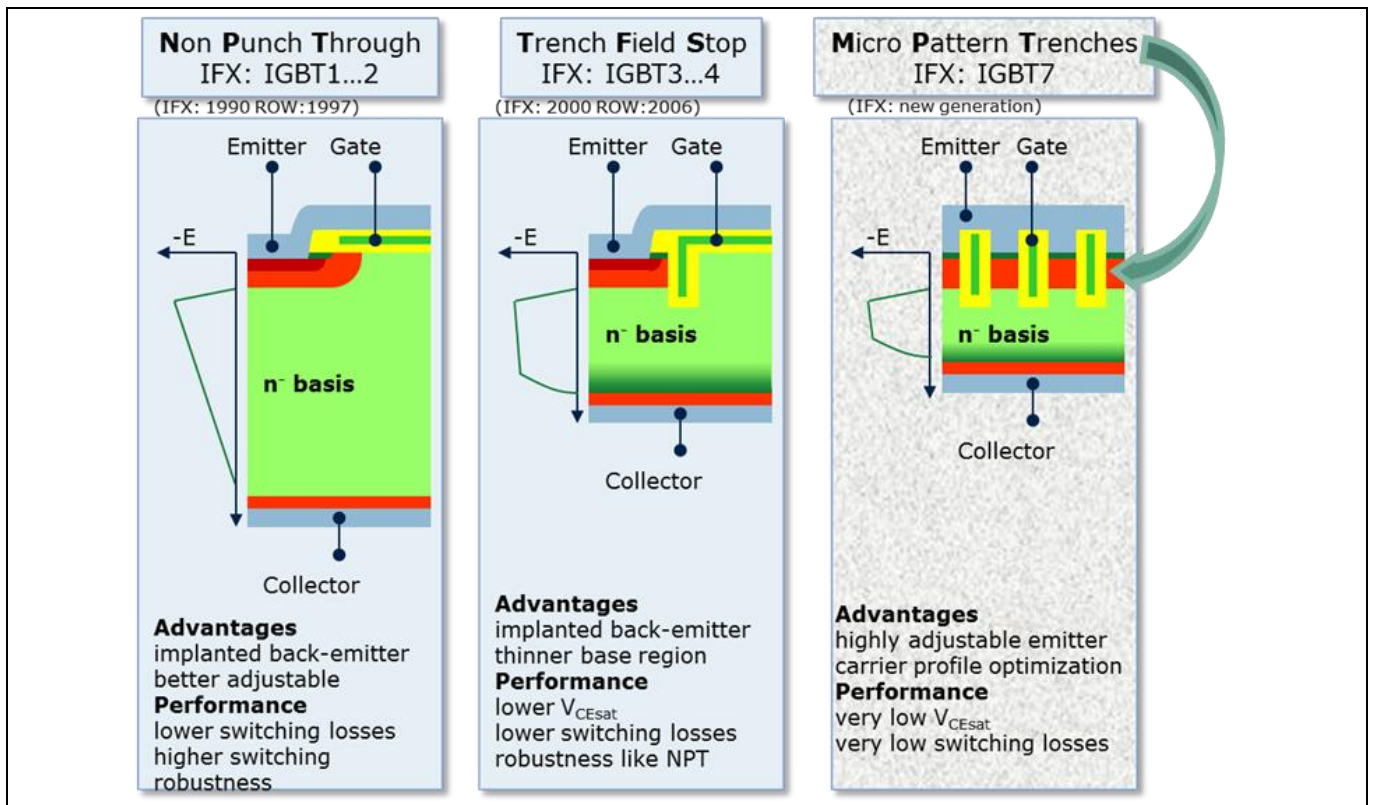 Non Punch Through
IFX: IGBT1...2
(IFX: 1990 ROW:1997)
Emitter Gate
-E
n⁻ basis
Collector
Advantages
implanted back-emitter
better adjustable
Performance
lower switching losses
higher switching
robustness
Trench Field Stop
IFX: IGBT3...4
(IFX: 2000 ROW:2006)
Emitter Gate
-E
n⁻ basis
Collector
Advantages
implanted back-emitter
thinner base region
Performance
lower VCEsat
lower switching losses
robustness like NPT
Micro Pattern Trenches
IFX: IGBT7
(IFX: new generation)
Emitter Gate
-E
n⁻ basis
Collector
Advantages
highly adjustable emitter
carrier profile optimization
Performance
very low VCEsat
very low switching losses